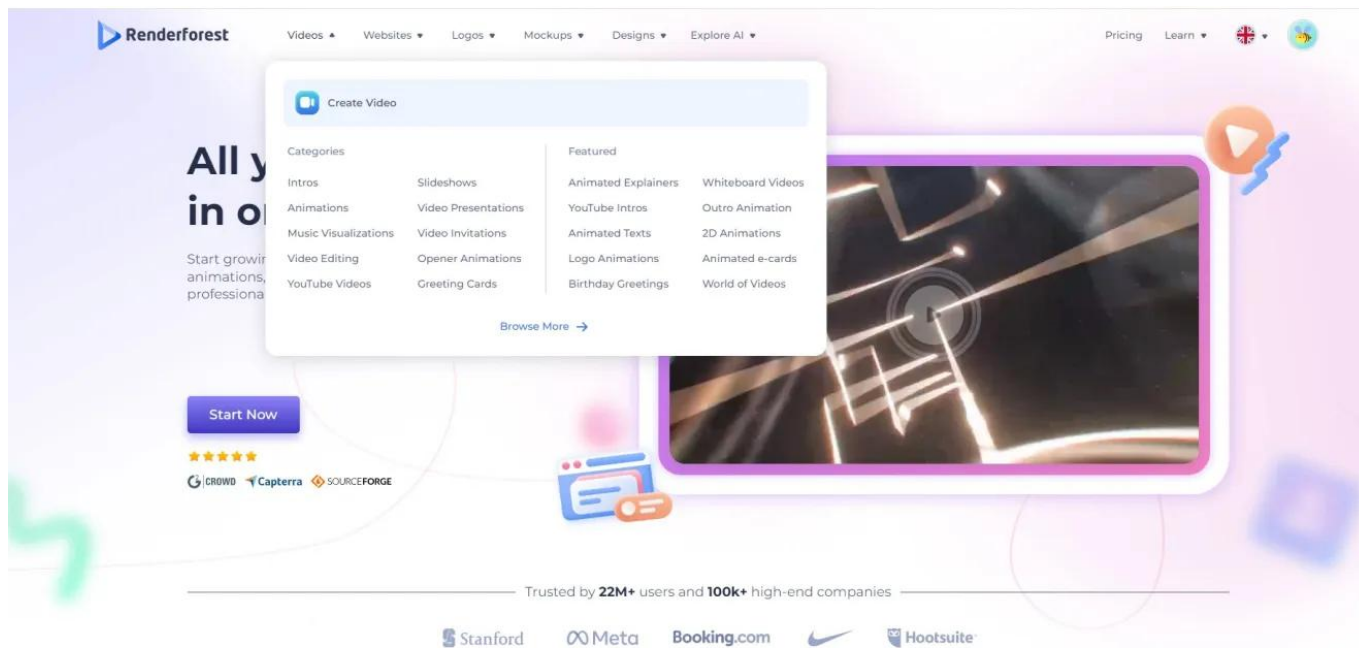 Renderforest
Videos
Websites
Logos
Mockups
Designs
Explore AI
Pricing
Learn
Create Video
Categories
Intros
Slideshows
Animations
Video Presentations
Music Visualizations
Video Invitations
Video Editing
Opener Animations
YouTube Videos
Greeting Cards
Featured
Animated Explainers
Whiteboard Videos
YouTube Intros
Outro Animation
Animated Texts
2D Animations
Logo Animations
Animated e-cards
Birthday Greetings
World of Videos
Browse More
All
in
Start
animations,
Start Now
CROWD
Capterra
SOURCEFORGE
Trusted by 22M+ users and 100k+ high-end companies
Stanford
Meta
Booking.com
Hootsuite